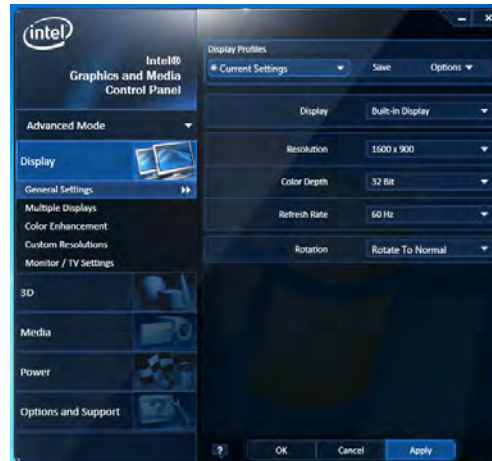 intel
Intel®
Graphics and Media
Control Panel
Advanced Mode
Display
General Settings
Multiple Displays
Color Enhancement
Custom Resolutions
Monitor / TV Settings
3D
Media
Power
Options and Support
Display Profiles
* Current Settings
Save
Options
Display
Built-in Display
Resolution
1600 x 900
Color Depth
32 Bit
Refresh Rate
60 Hz
Rotation
Rotate To Normal
?
OK
Cancel
Apply